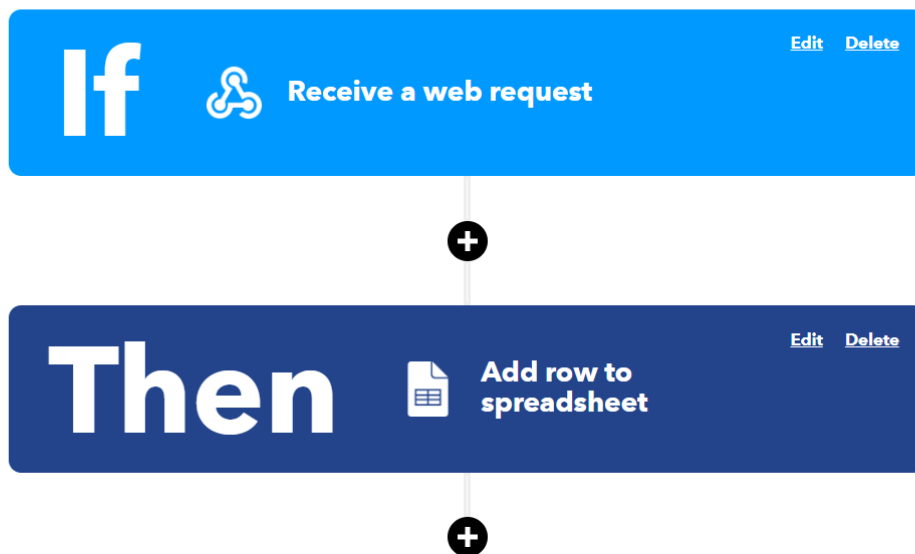 If
Receive a web request
Edit Delete
Then
Add row to
spreadsheet
Edit Delete